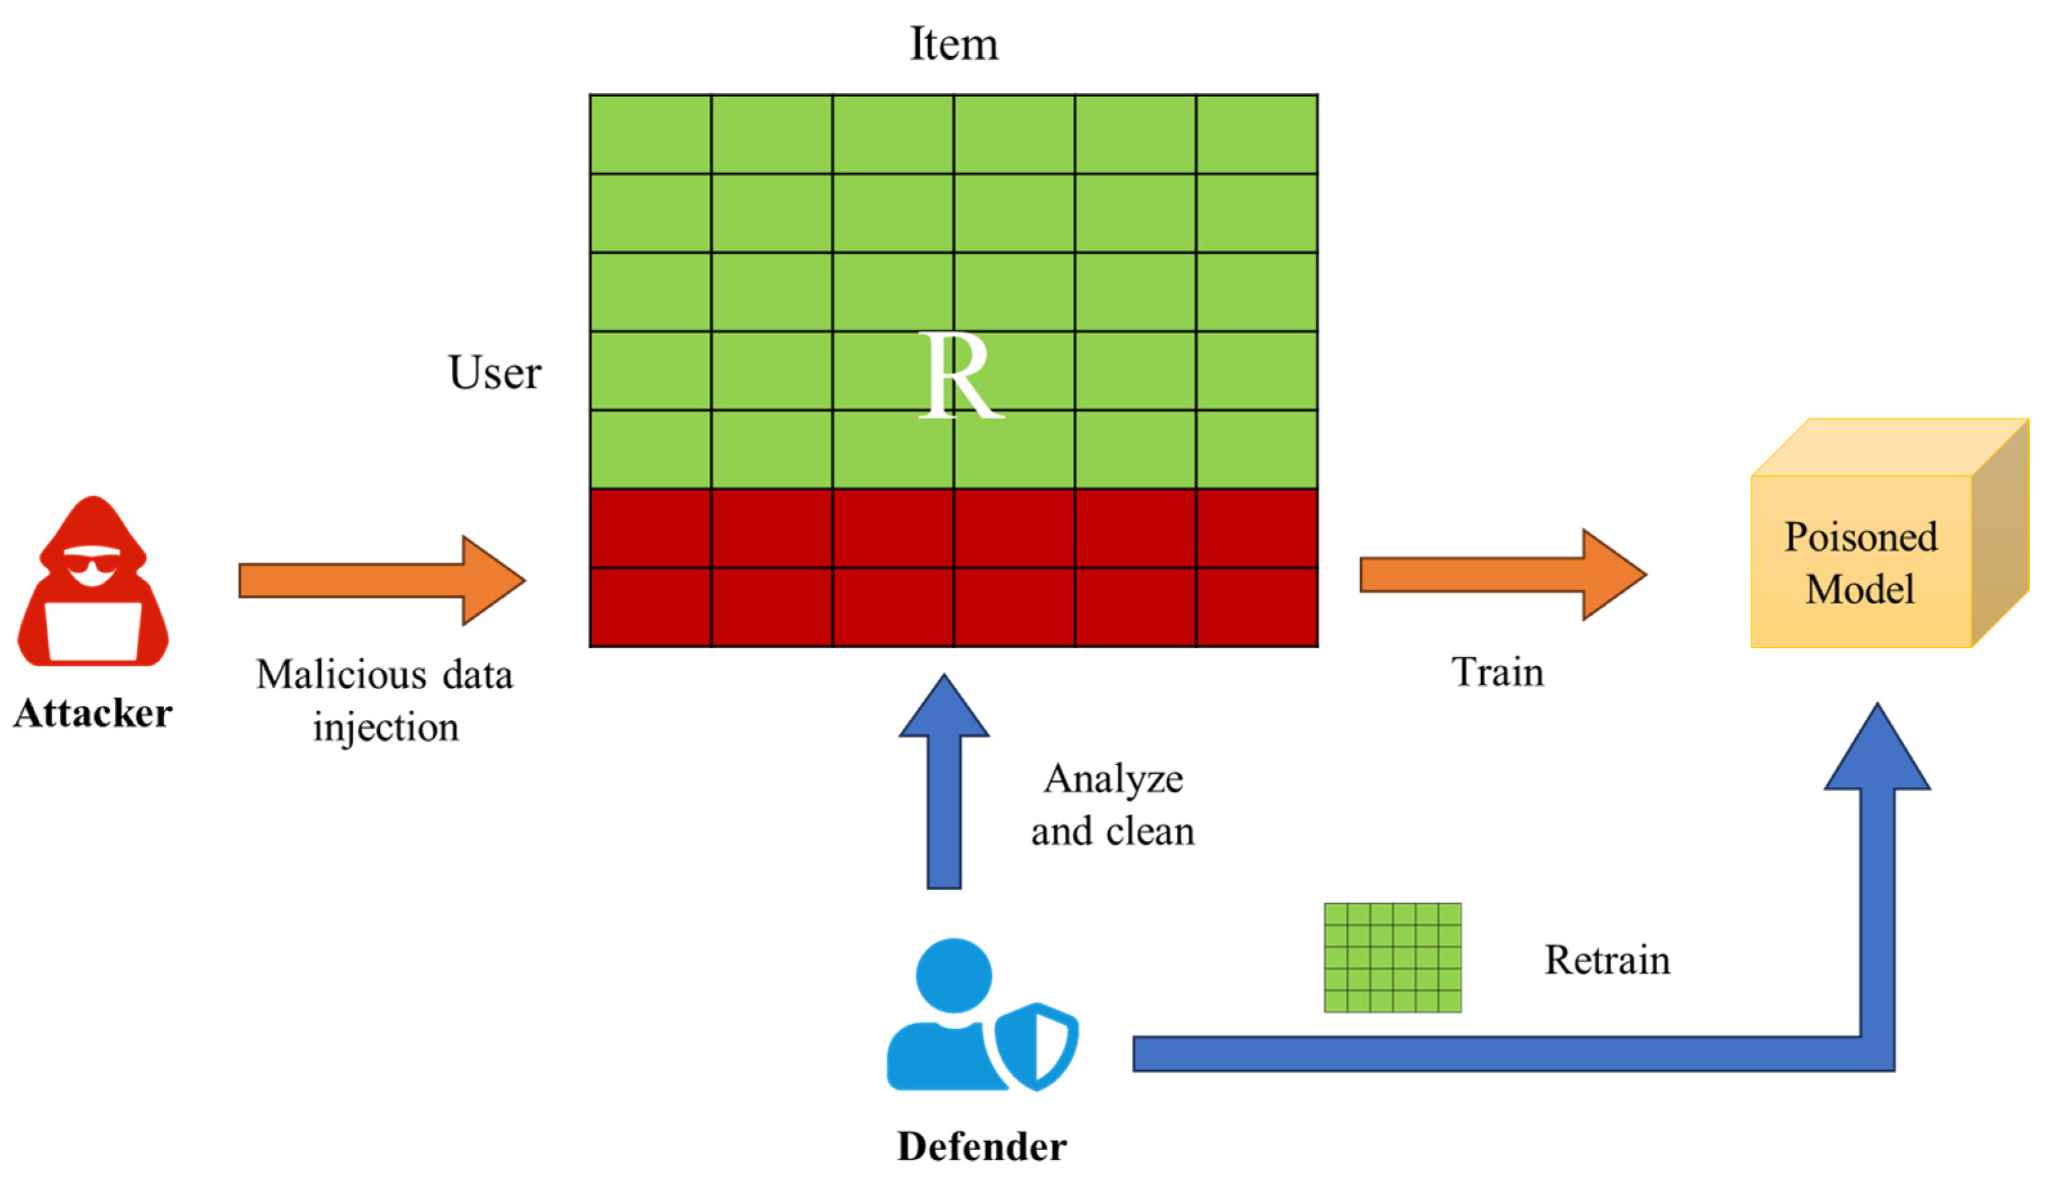 Item
User
R
Attacker
Malicious data
injection
Train
Poisoned
Model
Analyze
and clean
Retrain
Defender